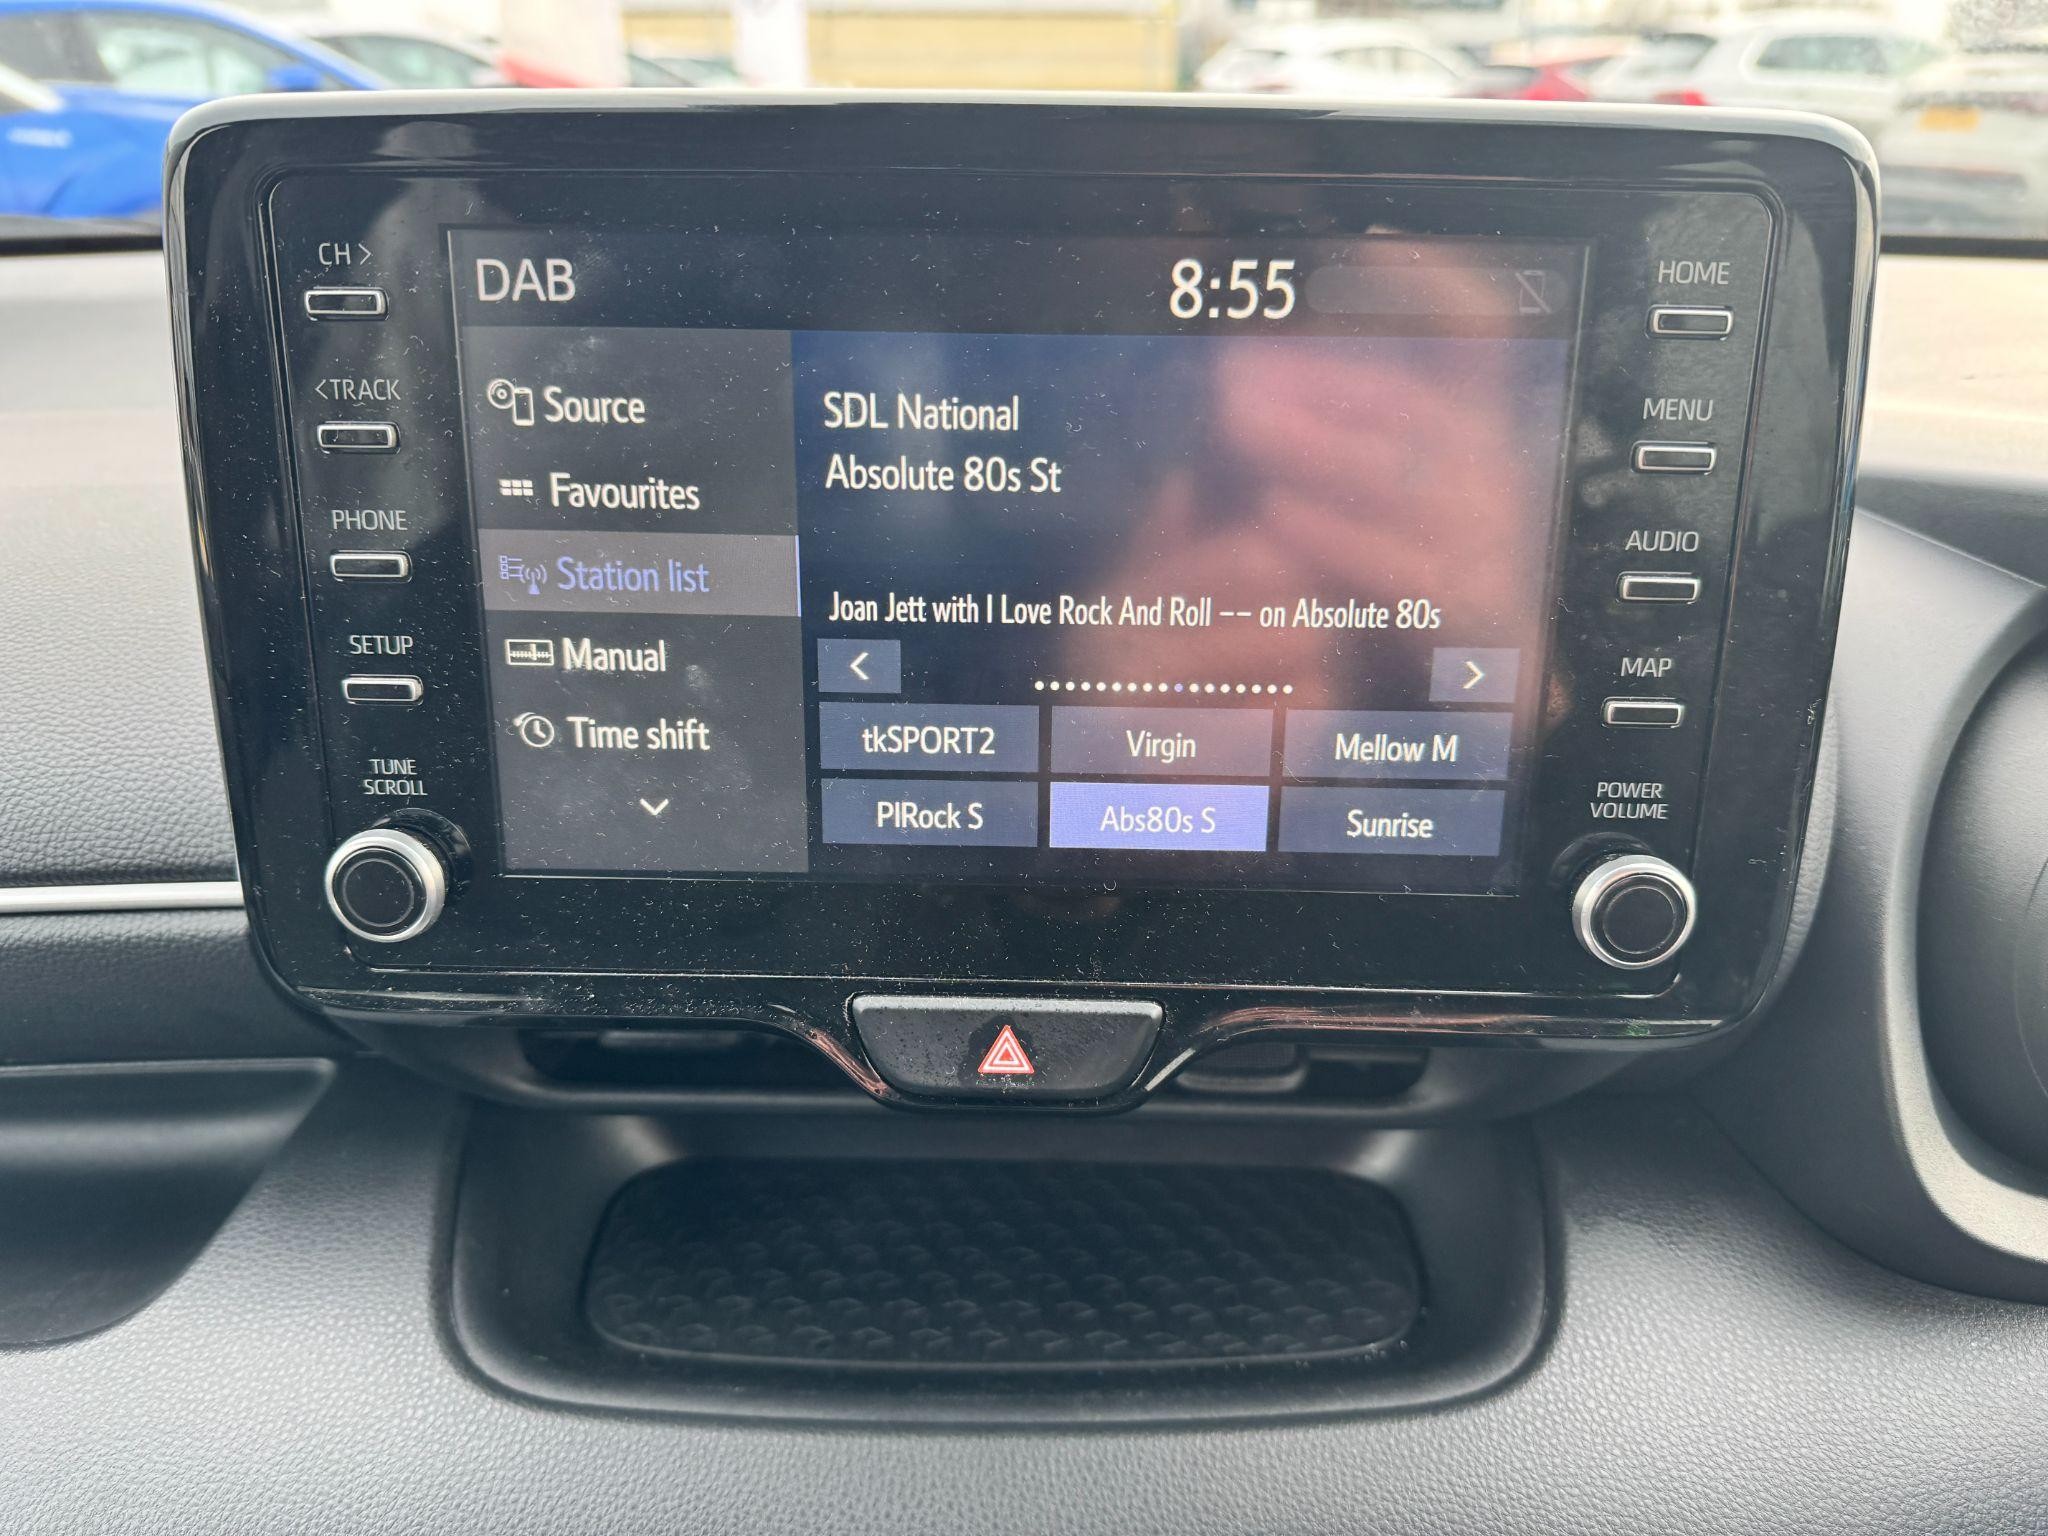 CH >
<TRACK
PHONE
SETUP
TUNE
SCROLL
DAB
8:55
Source
Favourites
Station list
Manual
Time shift
SDL National
Absolute 80s St
Joan Jett with I Love Rock And Roll -- on Absolute 80s
<
>
tkSPORT2
Virgin
Mellow M
PlRock S
Abs80s S
Sunrise
HOME
MENU
AUDIO
MAP
POWER
VOLUME